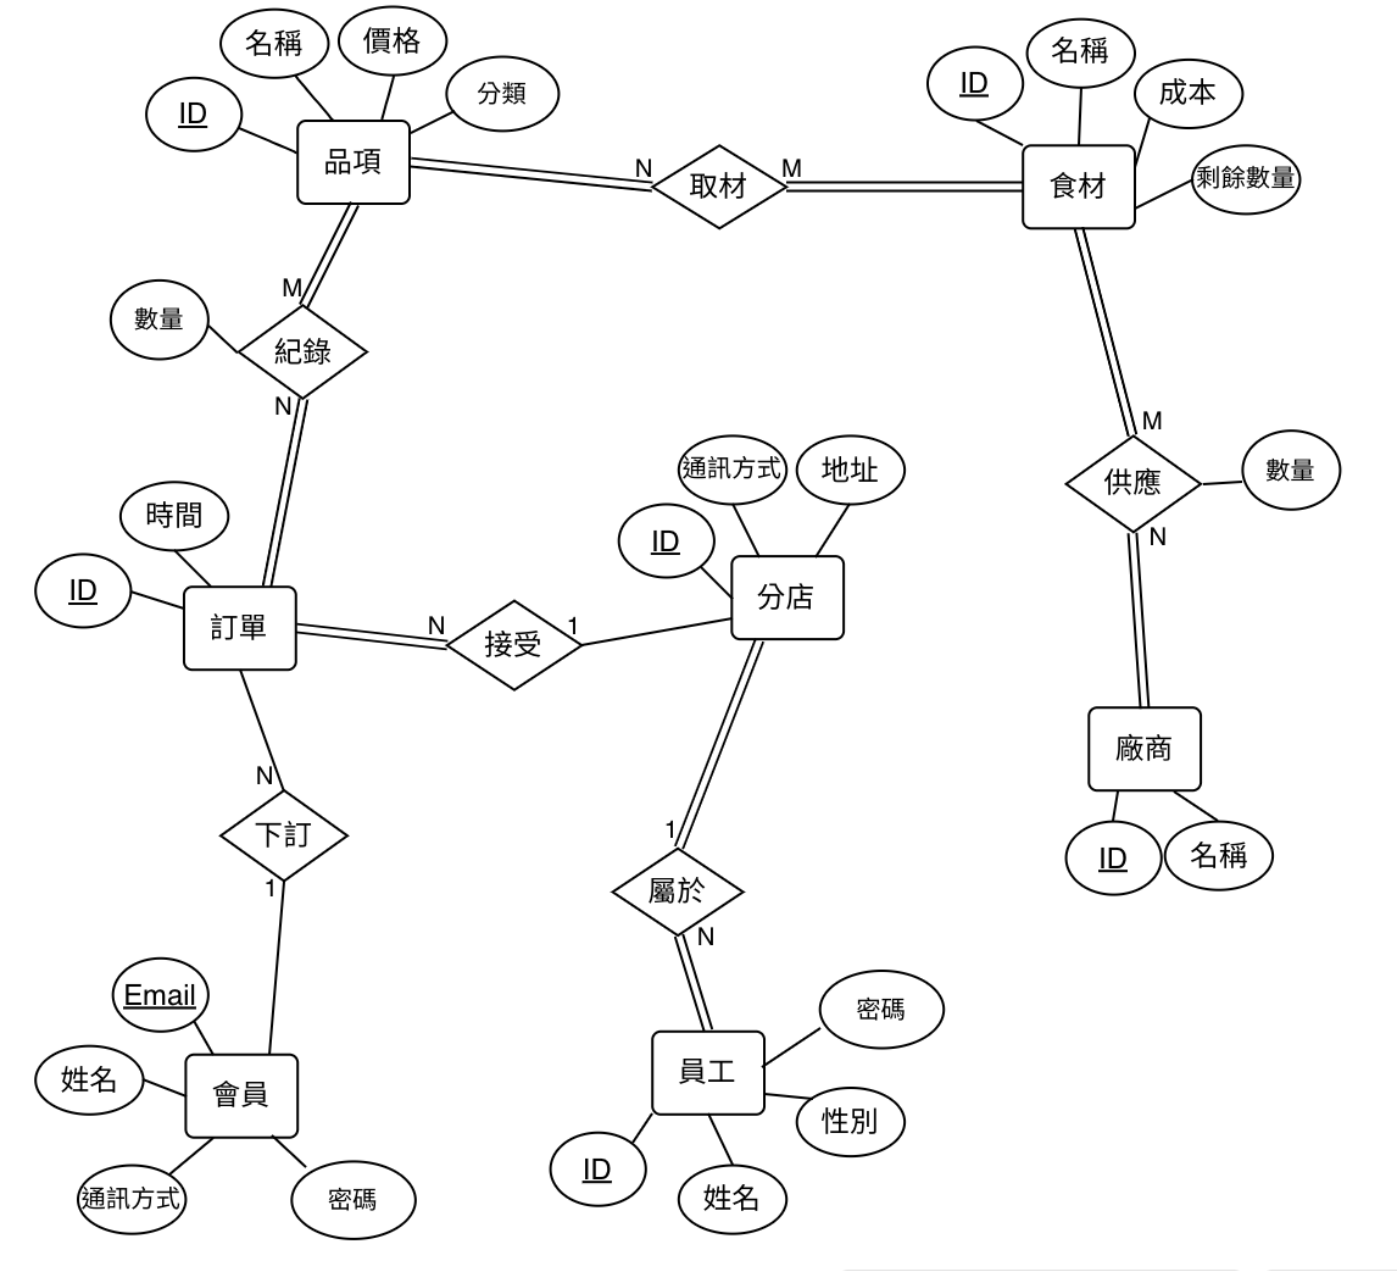 名稱
價格
分類
ID
品項
N
取材
M
ID
名稱
成本
剩餘數量
食材
M
數量
紀錄
N
時間
ID
訂單
N
接受
1
通訊方式
地址
ID
分店
M
供應
數量
N
廠商
ID
名稱
N
下訂
1
1
屬於
N
Email
姓名
會員
通訊方式
密碼
密碼
員工
性別
ID
姓名